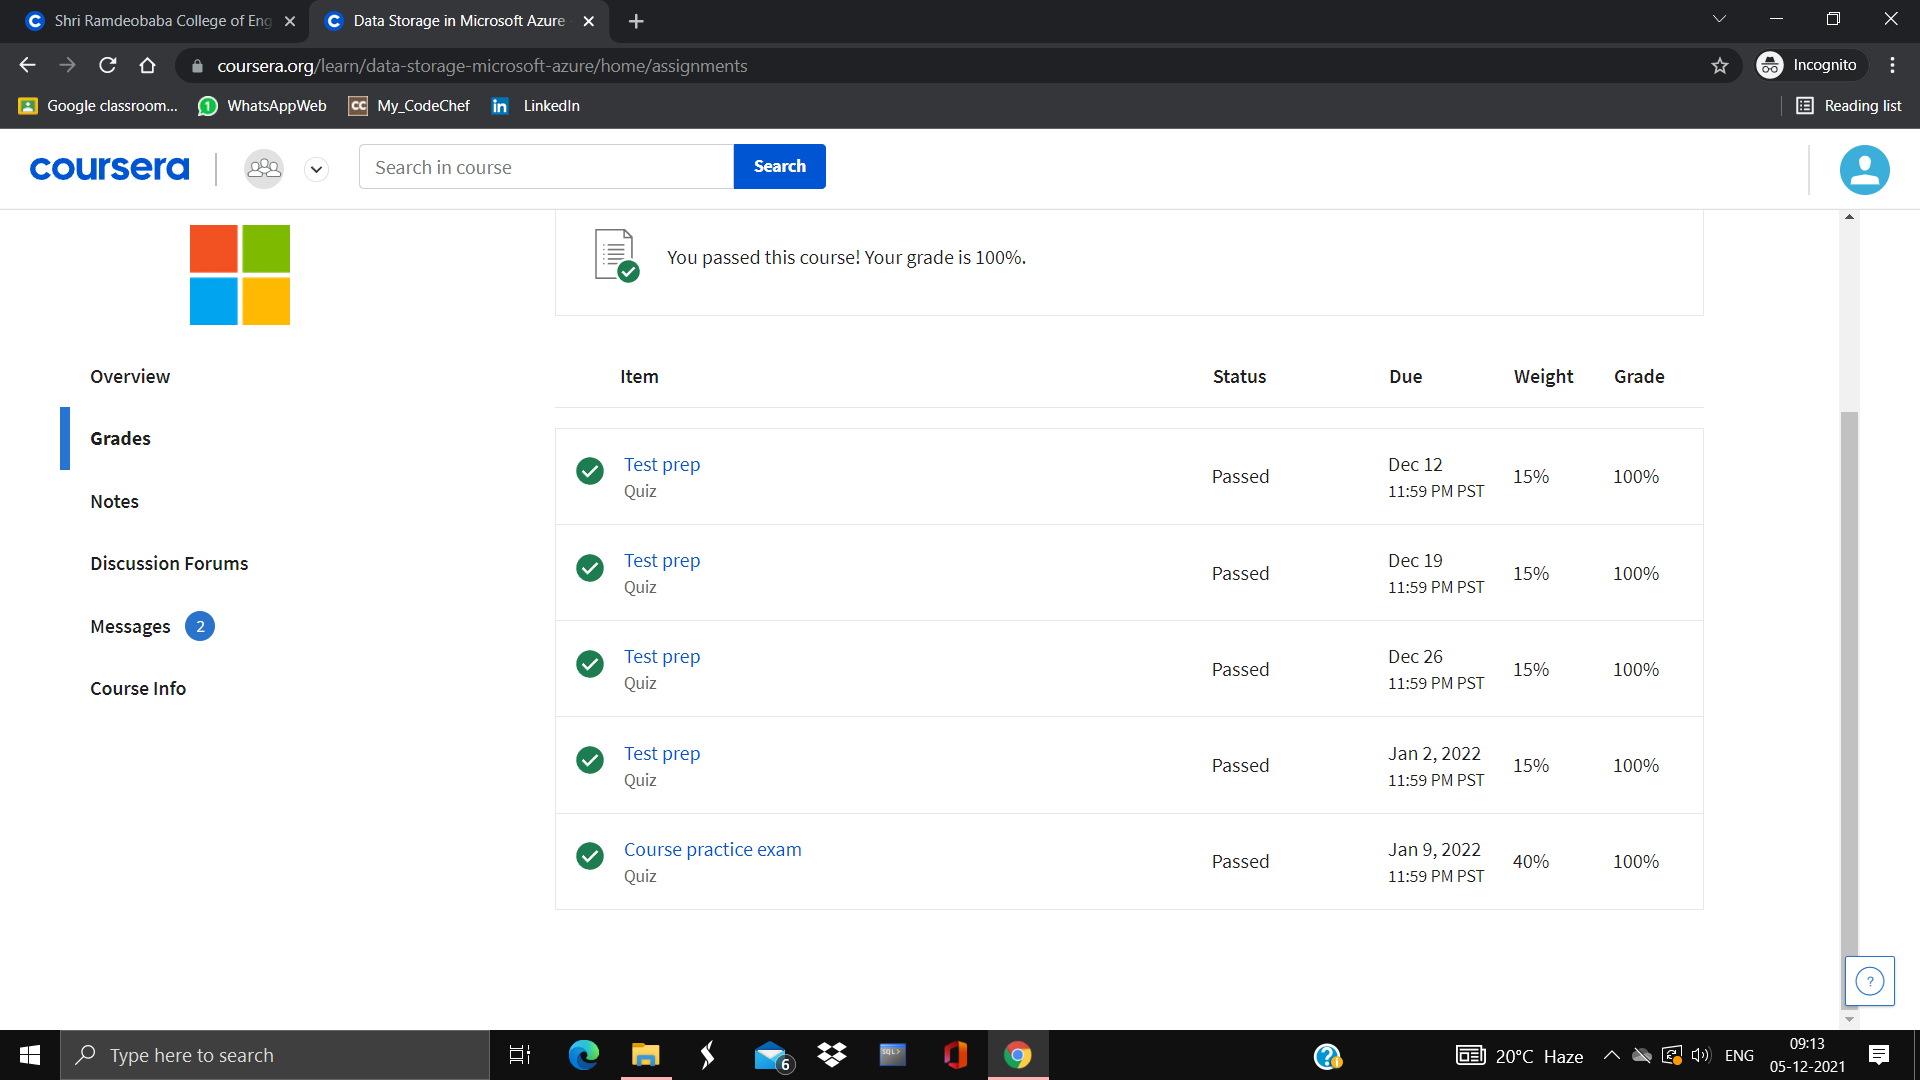 Shri Ramdeobaba College of Eng
Data Storage in Microsoft Azure
coursera.org/learn/data-storage-microsoft-azure/home/assignments
Incognito
Google classroom...
WhatsAppWeb
CC
My_CodeChef
in
LinkedIn
Reading list
coursera
Search in course
Search
You passed this course! Your grade is 100%.
Overview
Grades
Notes
Discussion Forums
Messages 2
Course Info
Item Status Due Weight Grade
Test prep
Quiz
Passed
Dec 12
11:59 PM PST
15%
100%
Test prep
Quiz
Passed
Dec 19
11:59 PM PST
15%
100%
Test prep
Quiz
Passed
Dec 26
11:59 PM PST
15%
100%
Test prep
Quiz
Passed
Jan 2, 2022
11:59 PM PST
15%
100%
Course practice exam
Quiz
Passed
Jan 9, 2022
11:59 PM PST
40%
100%
?
Type here to search
6
SQL>
20°C Haze
ENG
09:13
05-12-2021